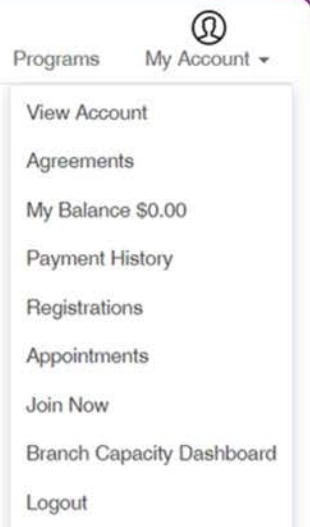 Programs My Account
View Account
Agreements
My Balance $0.00
Payment History
Registrations
Appointments
Join Now
Branch Capacity Dashboard
Logout